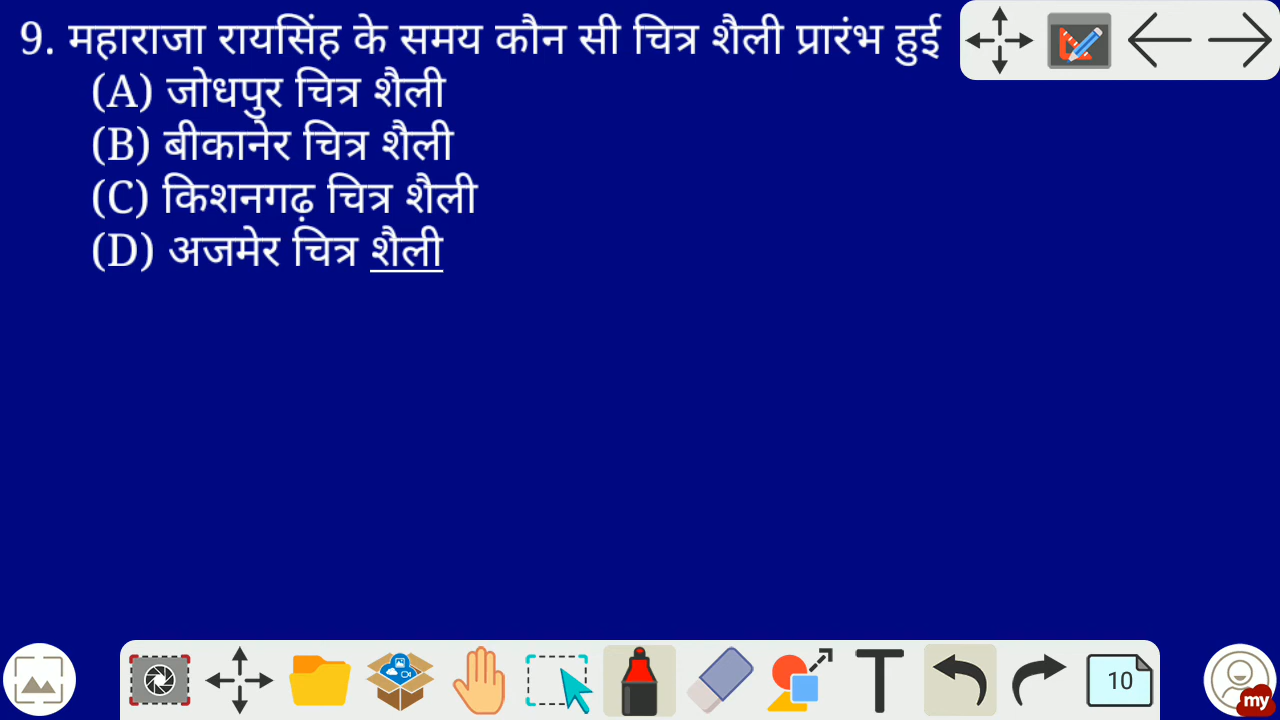 9. महाराजा रायसिंह के समय कौन सी चित्र शैली प्रारंभ हुई
(A) जोधपुर चित्र शैली
(B) बीकानेर चित्र शैली
(C) किशनगढ़ चित्र शैली
(D) अजमेर चित्र शैली
10
my